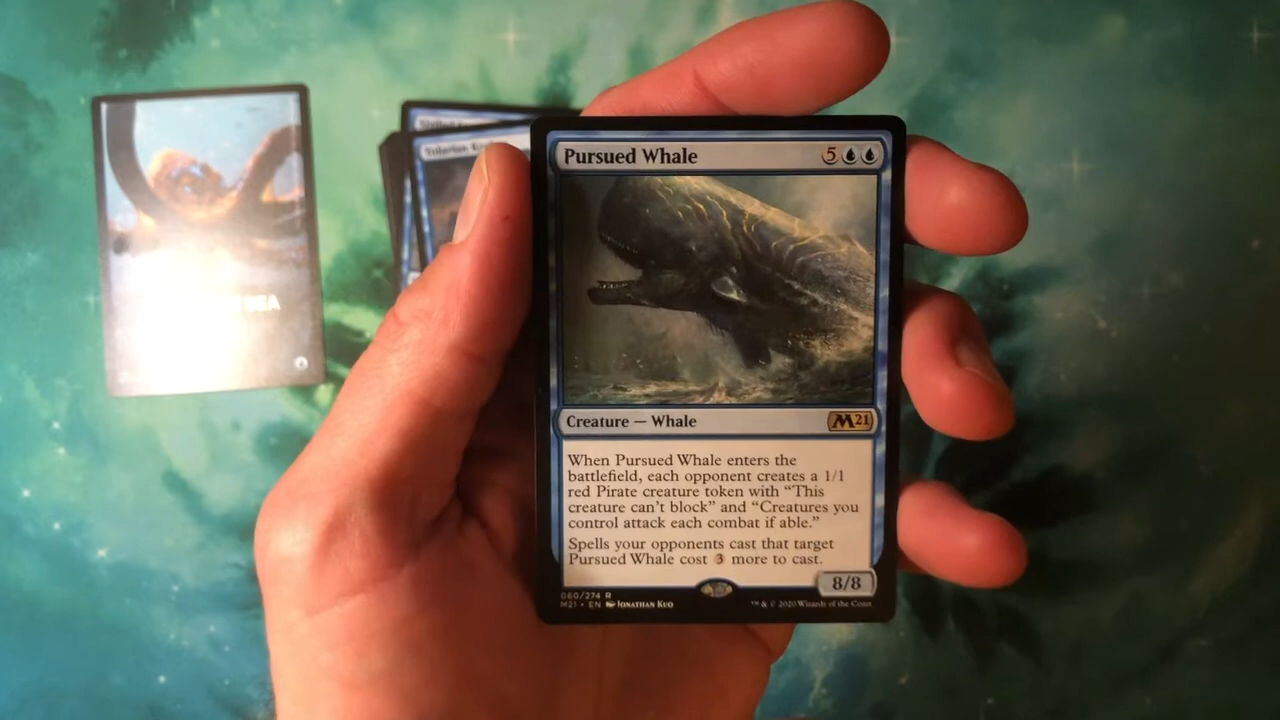 Pursued Whale 5
Creature — Whale M21
When Pursued Whale enters the
battlefield, each opponent creates a 1/1
red Pirate creature token with “This
creature can't block” and “Creatures you
control attack each combat if able.”
Spells your opponents cast that target
Pursued Whale cost 3 more to cast.
8/8
060/274 R
M21 • EN Jonathan Kuo ™ & © 2020 Wizards of the Coast